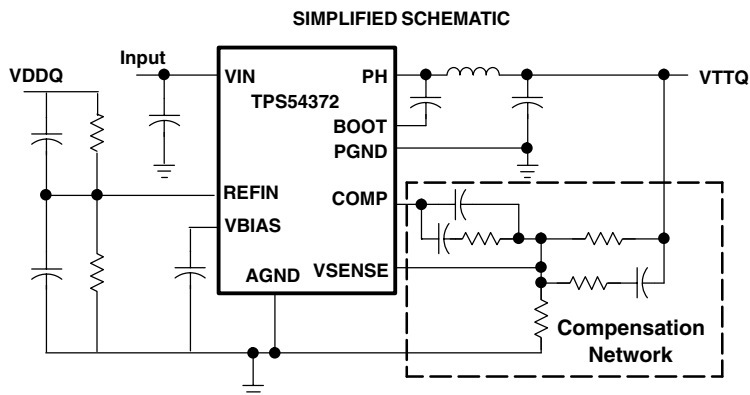 SIMPLIFIED SCHEMATIC
Input
VDDQ
VIN
PH
VTTQ
TPS54372
BOOT
PGND
REFIN
COMP
VBIAS
AGND
VSENSE
Compensation
Network